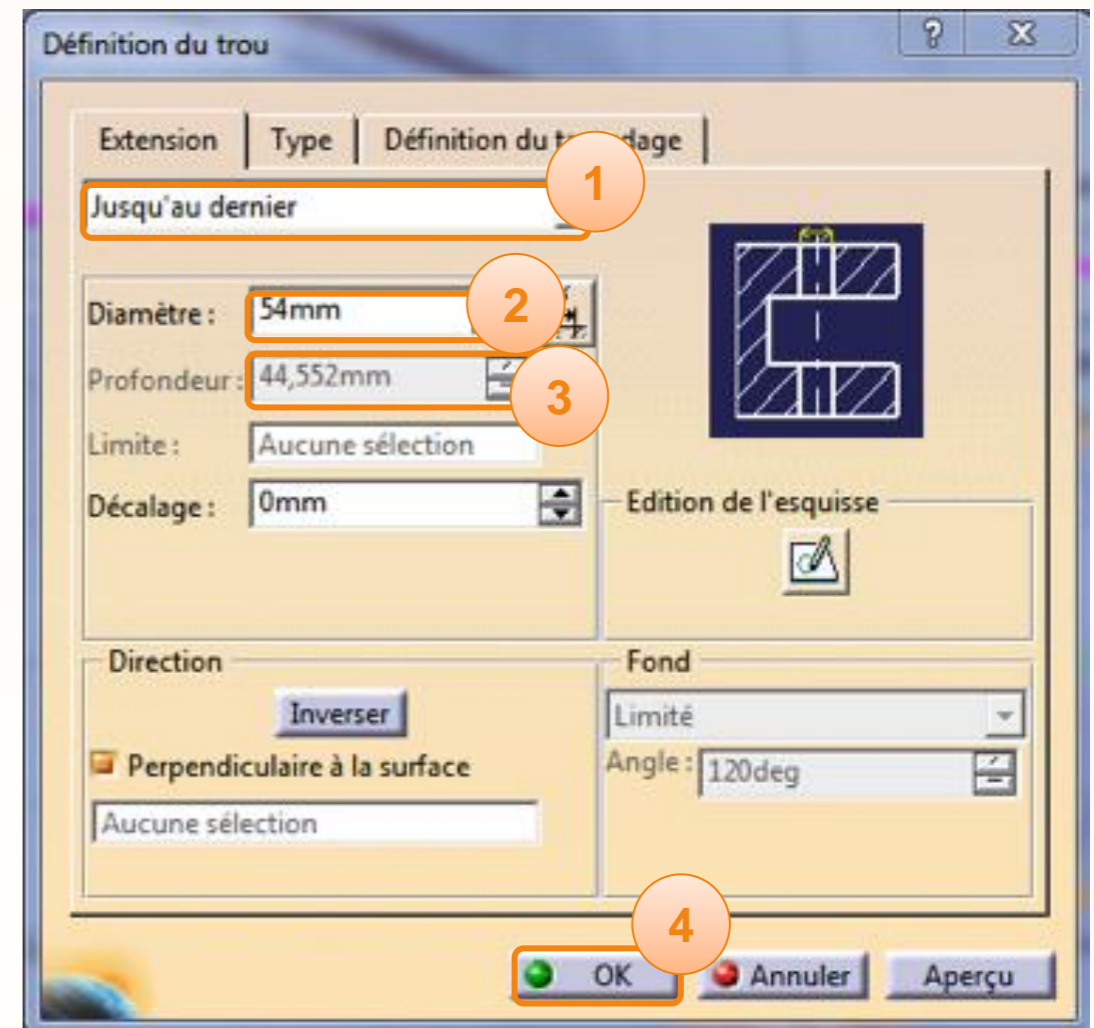 Définition du trou
?
Extension Type Définition du
1
Jusqu'au dernier
Diamètre : 54mm
2
Profondeur : 44,552mm
3
Limite : Aucune sélection
Décalage : 0mm
Edition de l'esquisse
Direction
Fond
Inverser
Limité
Perpendiculaire à la surface
Angle : 120deg
Aucune sélection
4
OK Annuler Aperçu